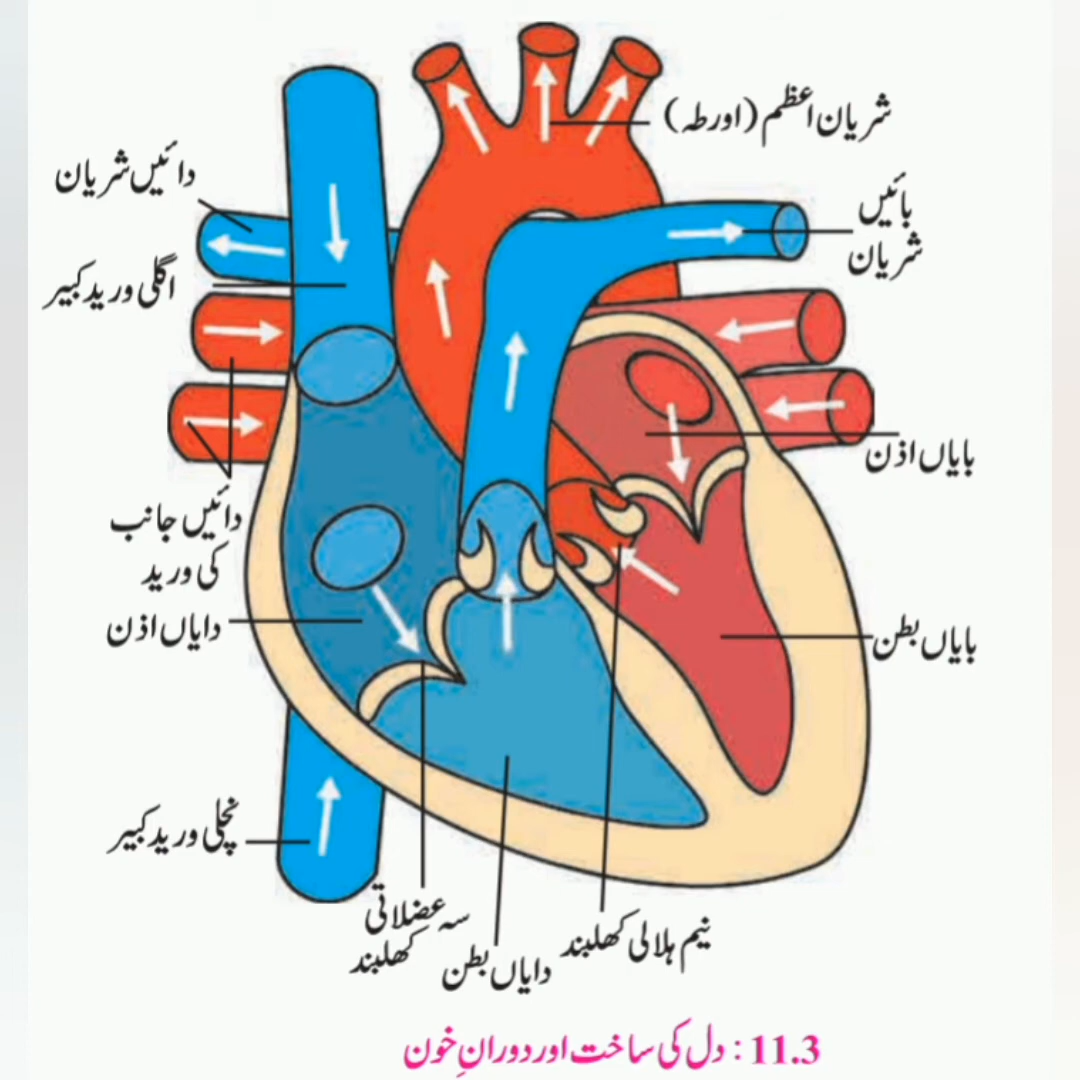 شریان اعظم (اورطہ)
دائیں شریان
بائیں
شریان
اگلی ورید کبیر
بایاں اذن
دائیں جانب
کی ورید
دایاں اذن
بایاں بطن
نچلی ورید کبیر
سہ عضلاتی
کھلبند
دایاں بطن
نیم ہلالی کھلبند
11.3 : دل کی ساخت اور دورانِ خون